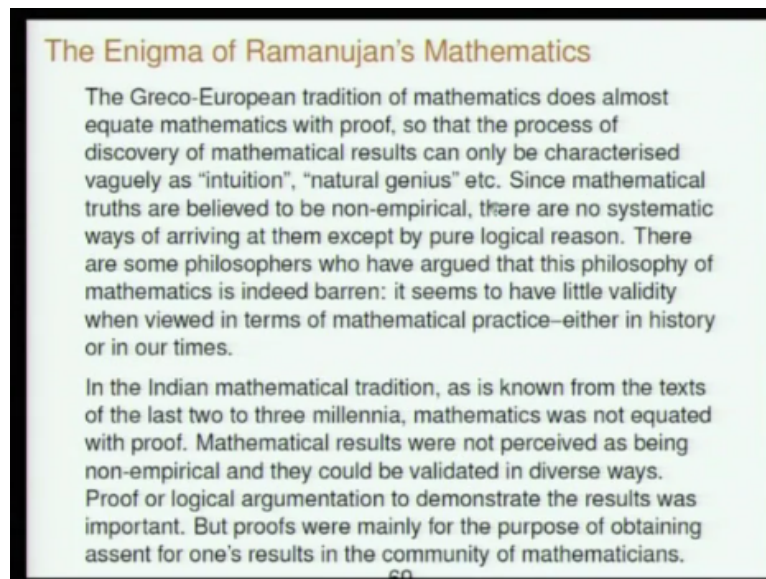 The Enigma of Ramanujan's Mathematics
The Greco-European tradition of mathematics does almost
equate mathematics with proof, so that the process of
discovery of mathematical results can only be characterised
vaguely as “intuition”, “natural genius” etc. Since mathematical
truths are believed to be non-empirical, there are no systematic
ways of arriving at them except by pure logical reason. There
are some philosophers who have argued that this philosophy of
mathematics is indeed barren: it seems to have little validity
when viewed in terms of mathematical practice–either in history
or in our times.
In the Indian mathematical tradition, as is known from the texts
of the last two to three millennia, mathematics was not equated
with proof. Mathematical results were not perceived as being
non-empirical and they could be validated in diverse ways.
Proof or logical argumentation to demonstrate the results was
important. But proofs were mainly for the purpose of obtaining
assent for one's results in the community of mathematicians.